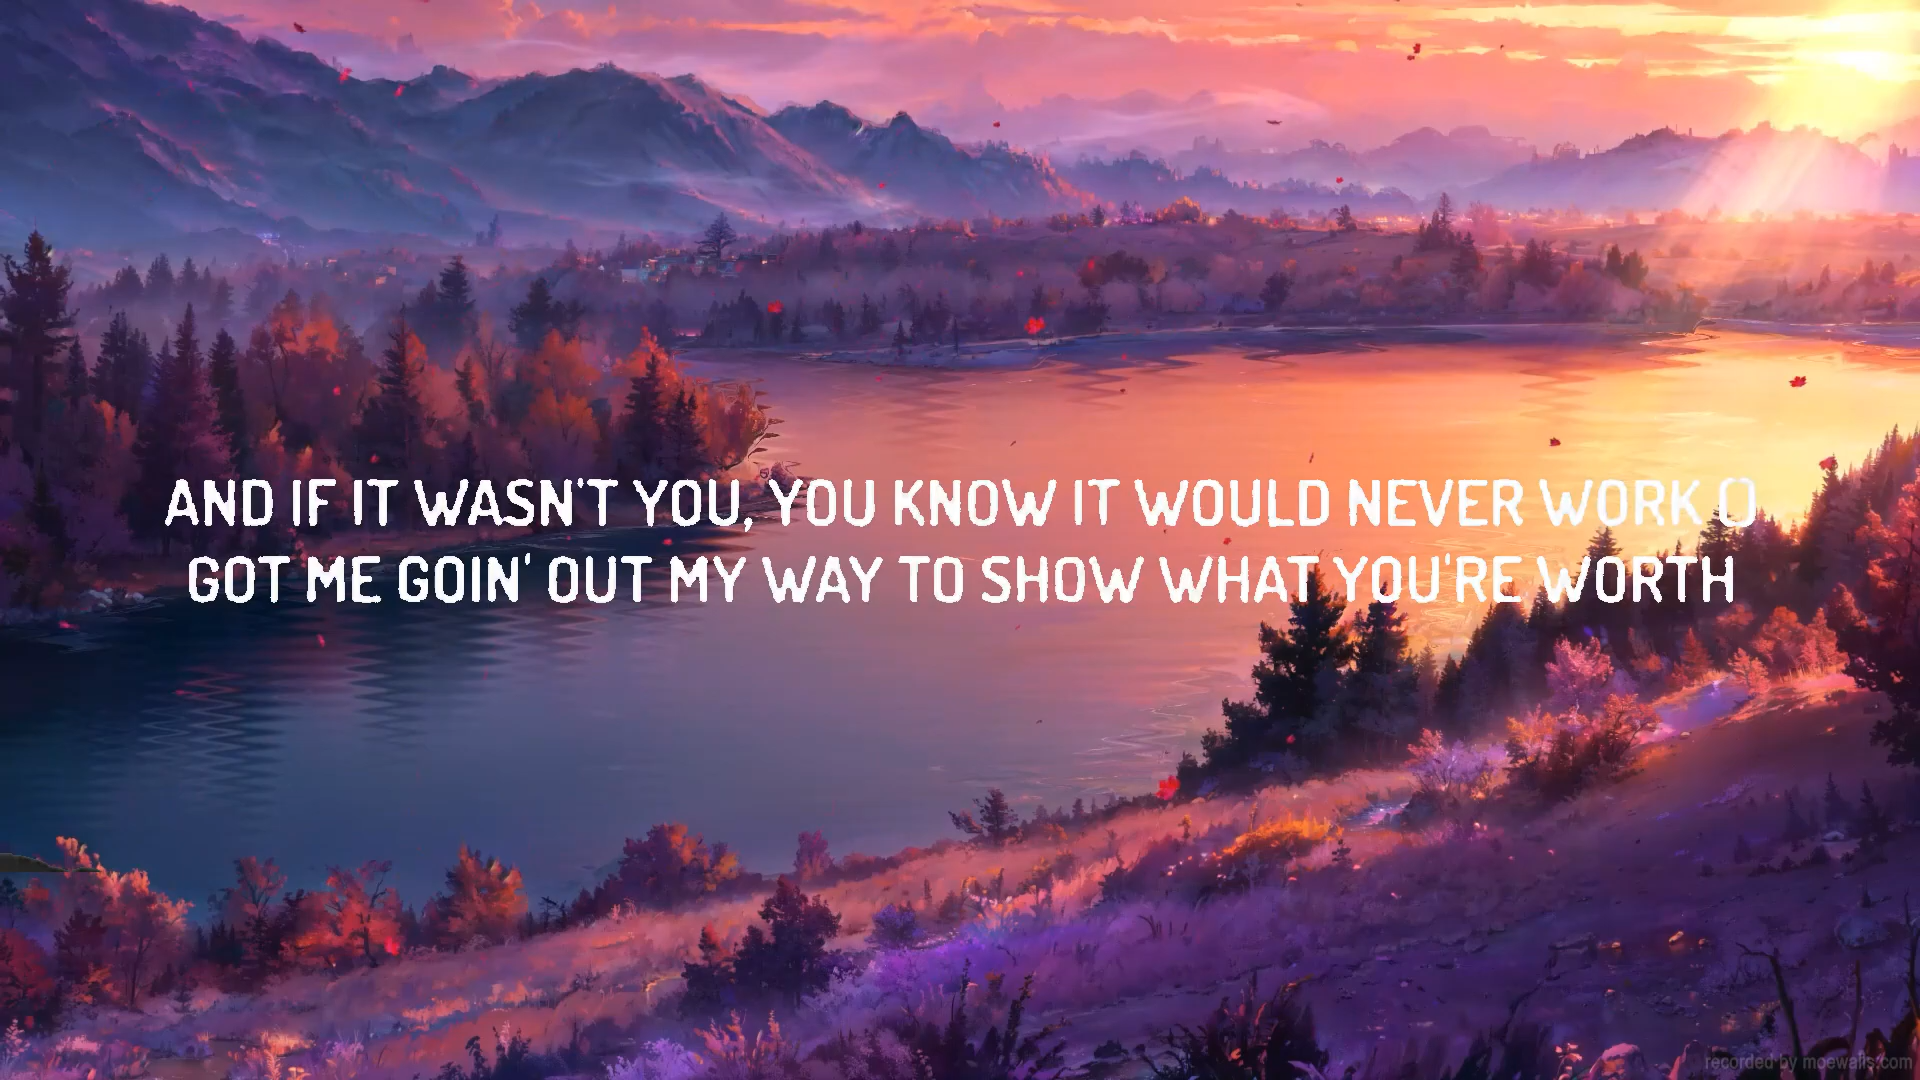 AND IF IT WASN'T YOU, YOU KNOW IT WOULD NEVER WORK O
GOT ME GOIN' OUT MY WAY TO SHOW WHAT YOU'RE WORTH
recorded by moewalls.com